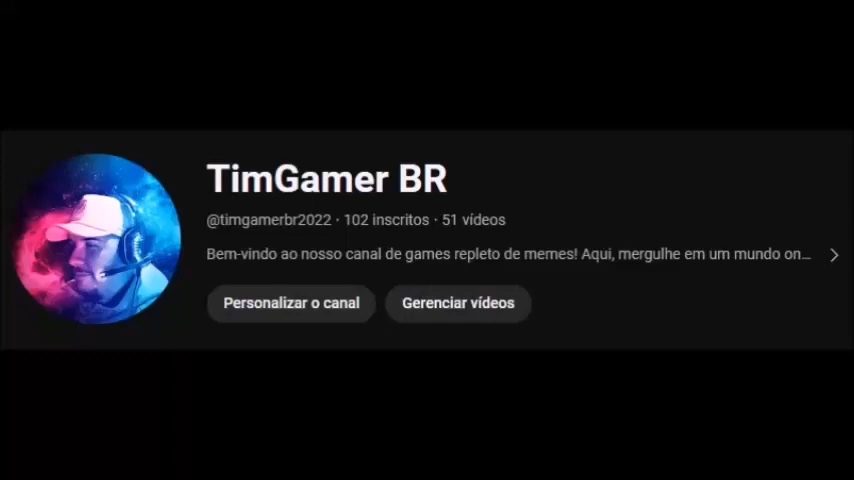 TimGamer BR
@timgamerbr2022 · 102 inscritos · 51 vídeos
Bem-vindo ao nosso canal de games repleto de memes! Aqui, mergulhe em um mundo on...
Personalizar o canal
Gerenciar vídeos